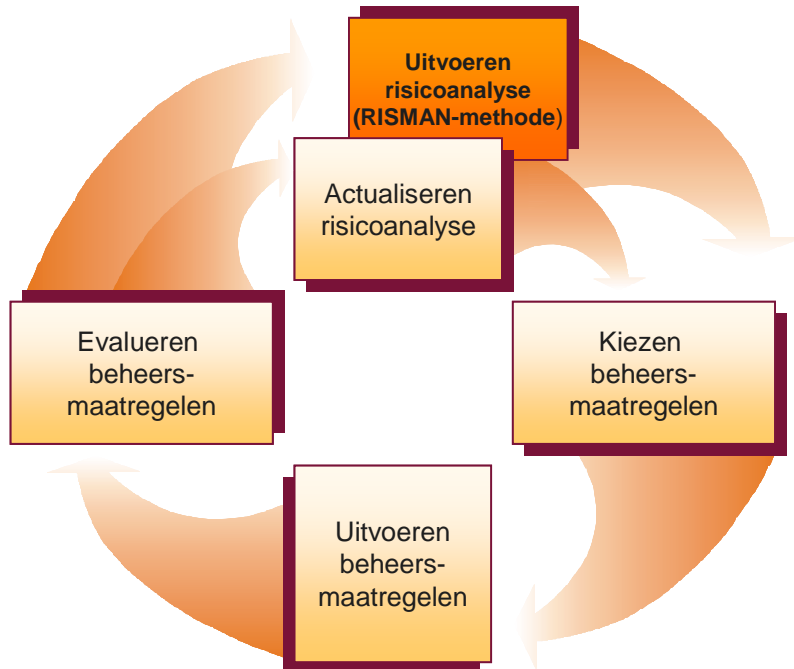 Uitvoeren
risicoanalyse
(RISMAN-methode)
Actualiseren
risicoanalyse
Evalueren
beheers-
maatregelen
Kiezen
beheers-
maatregelen
Uitvoeren
beheers-
maatregelen